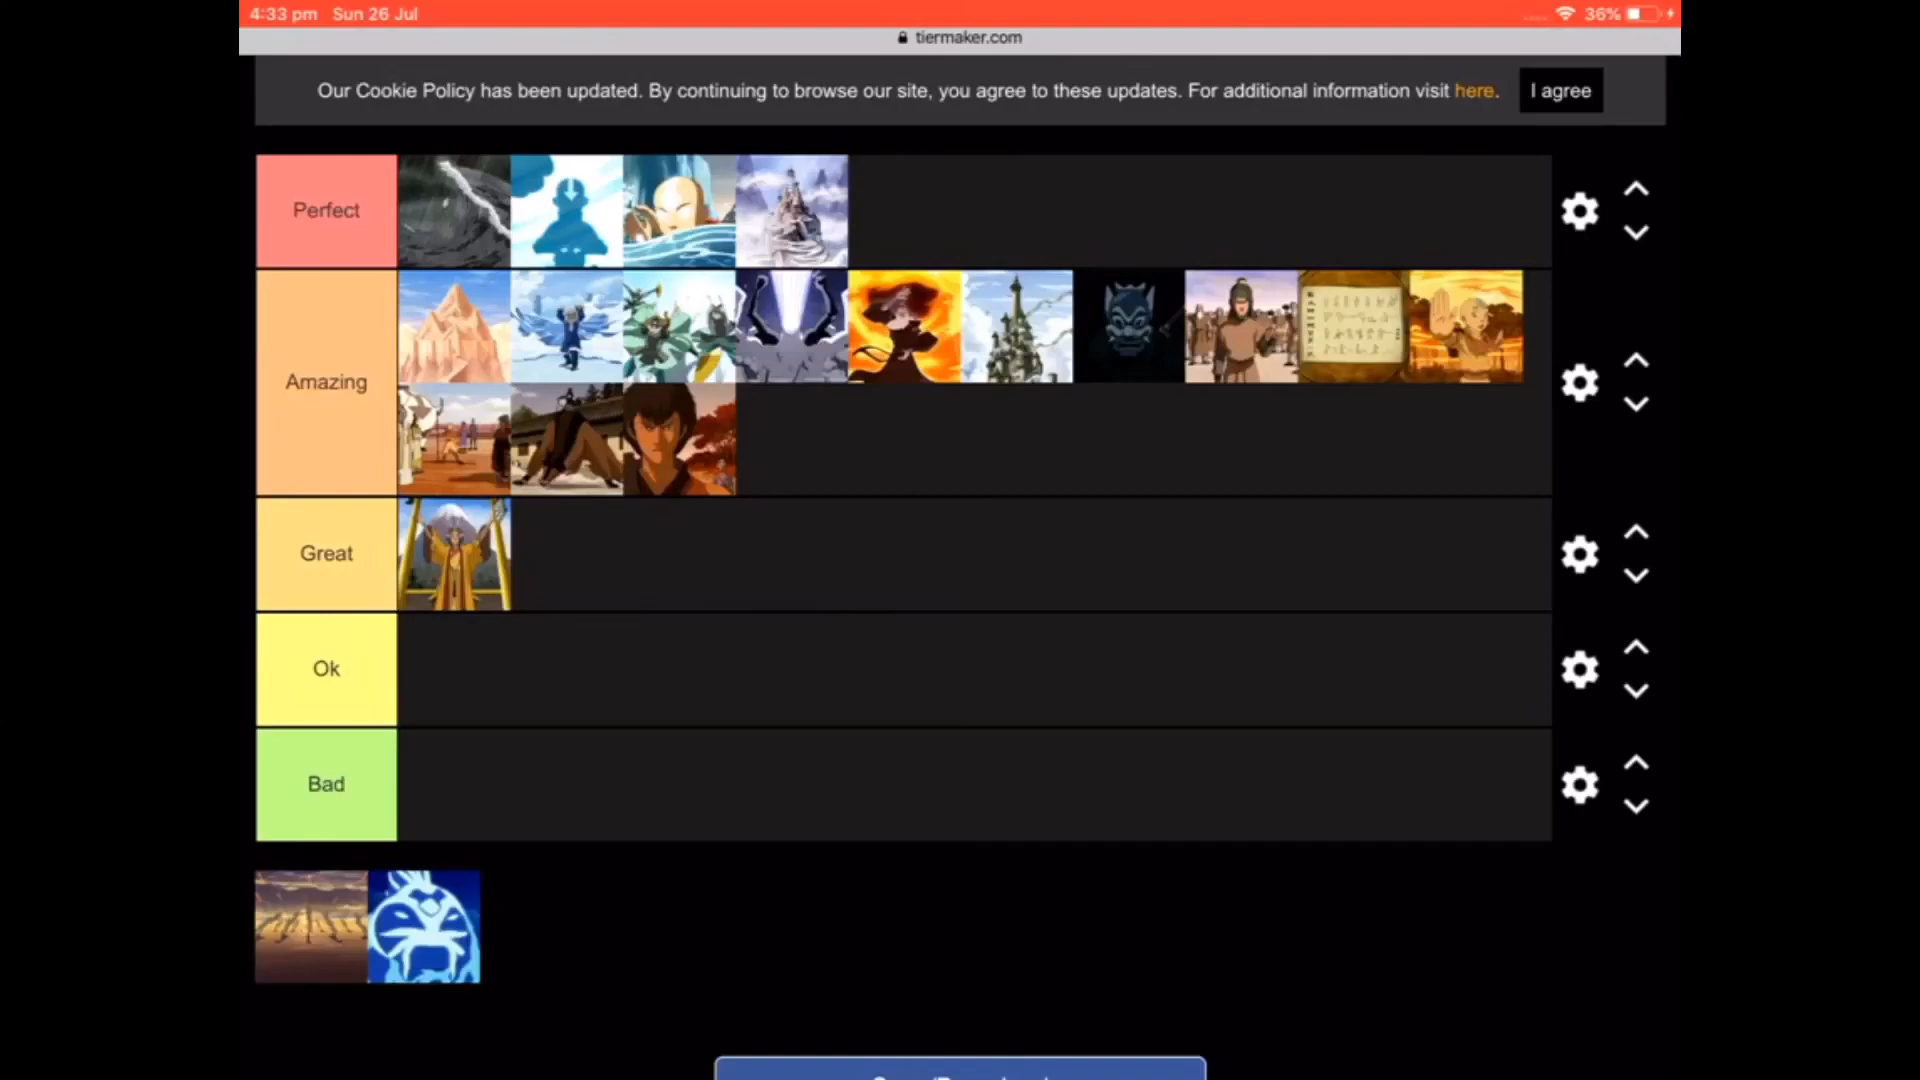 4:33 pm Sun 26 Jul 36%
tiermaker.com
Our Cookie Policy has been updated. By continuing to browse our site, you agree to these updates. For additional information visit here. I agree
Perfect
Amazing
Great
Ok
Bad